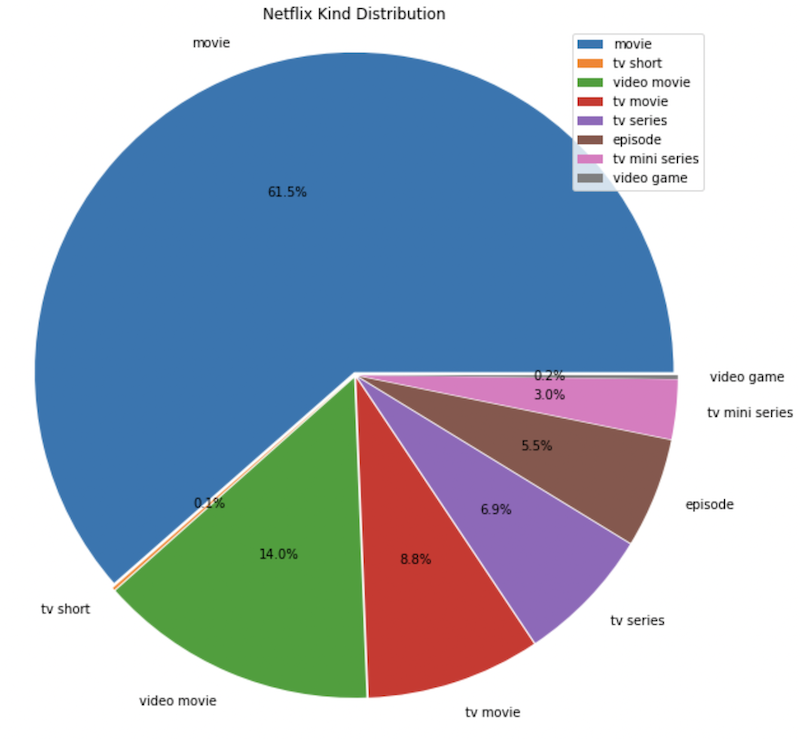 Netflix Kind Distribution
movie
movie
tv short
video movie
tv movie
tv series
episode
tv mini series
video game
61.5%
0.2%
video game
3.0%
tv mini series
5.5%
episode
0.1%
6.9%
14.0%
8.8%
tv short
tv series
video movie
tv movie